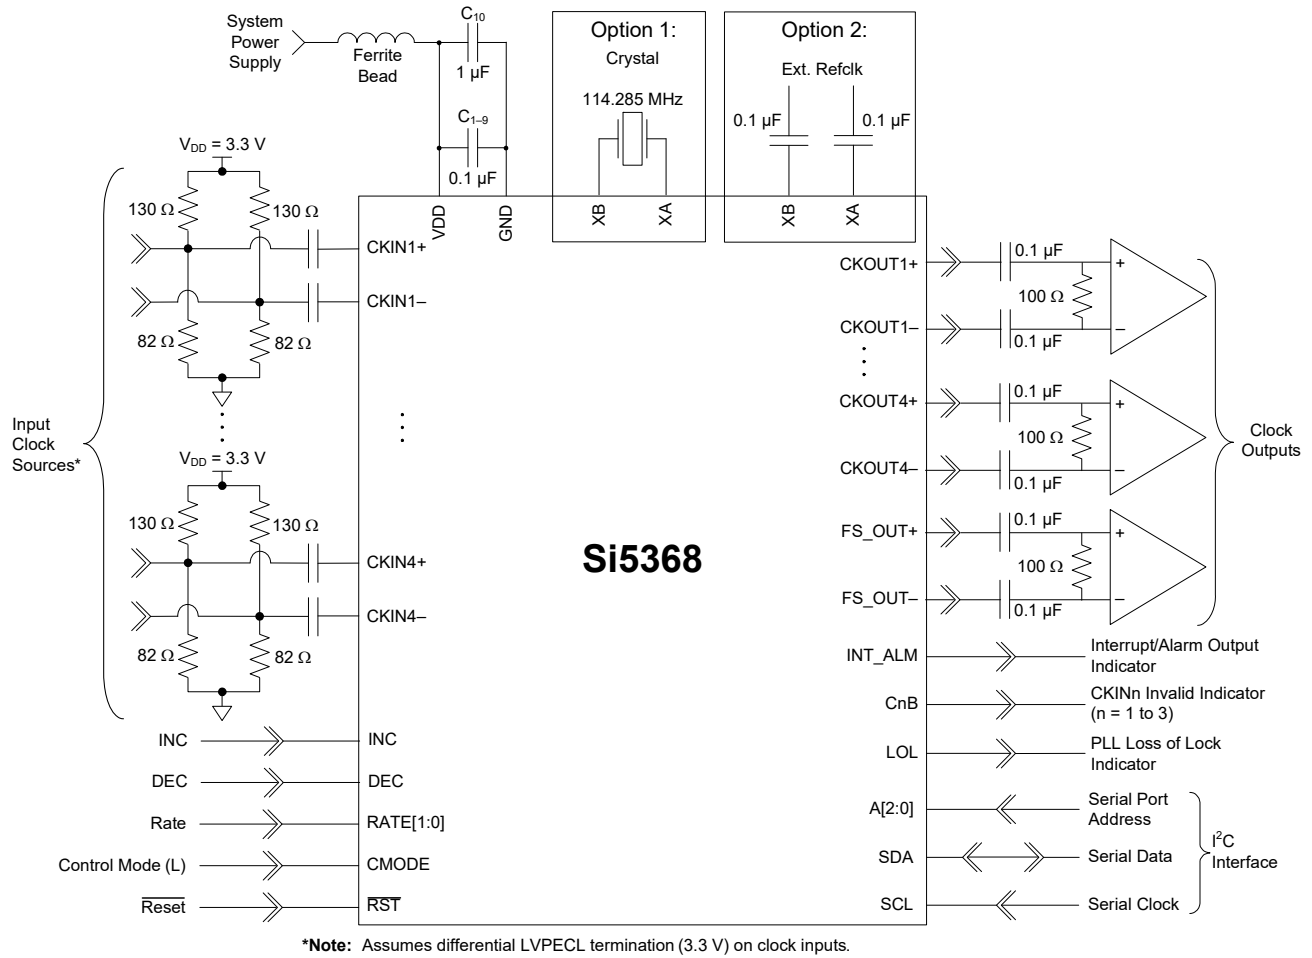 System
Power
Supply
Ferrite
Bead
C10
1 µF
C1–9
0.1 µF
Option 1:
Crystal
114.285 MHz
XB
XA
Option 2:
Ext. Refclk
0.1 µF
0.1 µF
XB
XA
VDD
GND
VDD = 3.3 V
130 Ω
130 Ω
82 Ω
82 Ω
CKIN1+
CKIN1–
Input
Clock
Sources*
VDD = 3.3 V
130 Ω
130 Ω
82 Ω
82 Ω
CKIN4+
CKIN4–
INC
INC
DEC
DEC
Rate
RATE[1:0]
Control Mode (L)
CMODE
Reset
RST
Si5368
CKOUT1+
0.1 µF
+
100 Ω
CKOUT1–
0.1 µF
–
CKOUT4+
0.1 µF
+
100 Ω
CKOUT4–
0.1 µF
–
FS_OUT+
0.1 µF
+
100 Ω
FS_OUT–
0.1 µF
–
Clock
Outputs
INT_ALM
Interrupt/Alarm Output
Indicator
CnB
CKINn Invalid Indicator
(n = 1 to 3)
LOL
PLL Loss of Lock
Indicator
A[2:0]
Serial Port
Address
SDA
Serial Data
SCL
Serial Clock
I²C
Interface
*Note: Assumes differential LVPECL termination (3.3 V) on clock inputs.